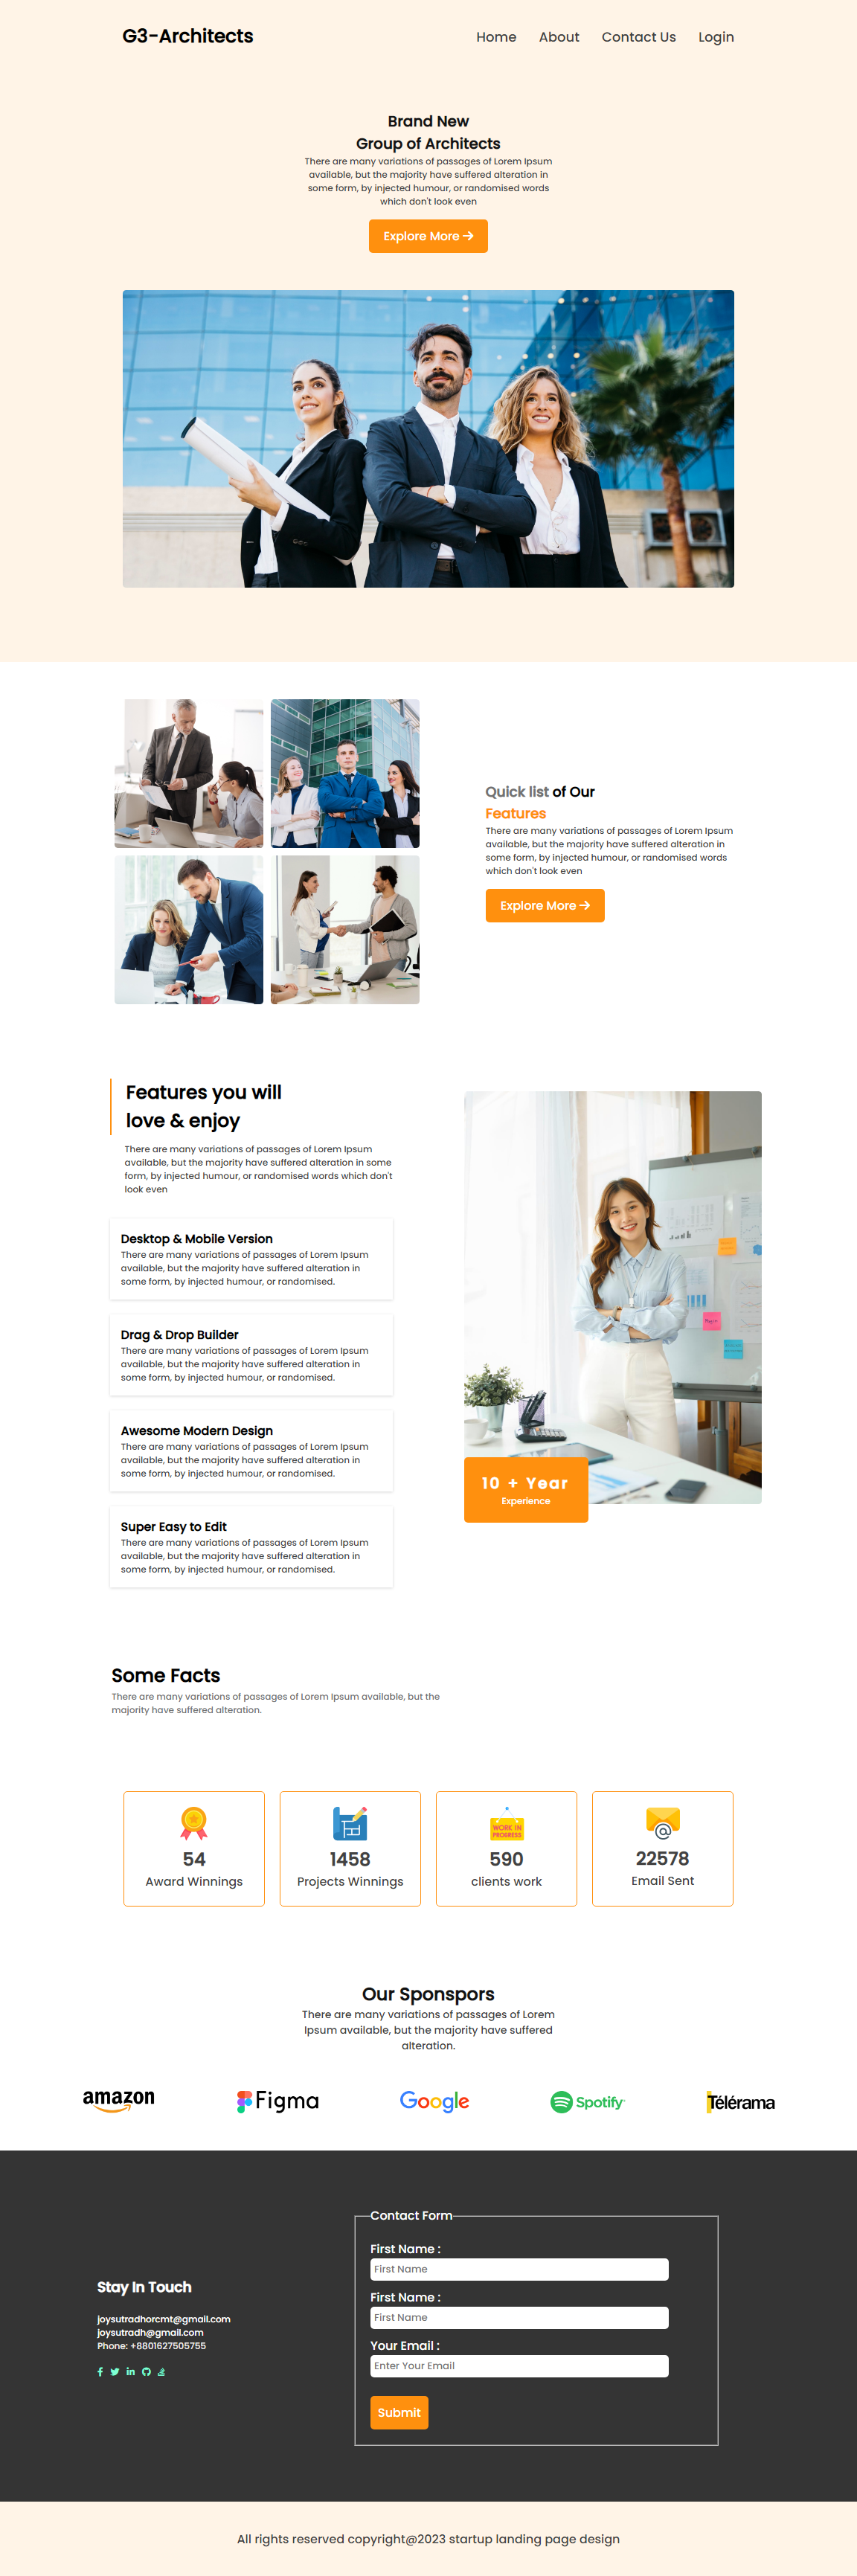 G3-Architects
Home About Contact Us Login
Brand New
Group of Architects
There are many variations of passages of Lorem Ipsum
available, but the majority have suffered alteration in
some form, by injected humour, or randomised words
which don't look even
Explore More →
Quick list of Our
Features
There are many variations of passages of Lorem Ipsum
available, but the majority have suffered alteration in
some form, by injected humour, or randomised words
which don't look even
Explore More →
Features you will
love & enjoy
There are many variations of passages of Lorem Ipsum
available, but the majority have suffered alteration in some
form, by injected humour, or randomised words which don't
look even
Desktop & Mobile Version
There are many variations of passages of Lorem Ipsum
available, but the majority have suffered alteration in
some form, by injected humour, or randomised.
Drag & Drop Builder
There are many variations of passages of Lorem Ipsum
available, but the majority have suffered alteration in
some form, by injected humour, or randomised.
Awesome Modern Design
There are many variations of passages of Lorem Ipsum
available, but the majority have suffered alteration in
some form, by injected humour, or randomised.
Super Easy to Edit
There are many variations of passages of Lorem Ipsum
available, but the majority have suffered alteration in
some form, by injected humour, or randomised.
10 + Year
Experience
Some Facts
There are many variations of passages of Lorem Ipsum available, but the
majority have suffered alteration.
54
Award Winnings
1458
Projects Winnings
WORK IN
PROGRESS
590
clients work
@
22578
Email Sent
Our Sponspors
There are many variations of passages of Lorem
Ipsum available, but the majority have suffered
alteration.
amazon Figma Google Spotify Télérama
Stay In Touch
joysutradhorcmt@gmail.com
joysutradh@gmail.com
Phone: +8801627505755
Contact Form
First Name :
First Name
First Name :
First Name
Your Email :
Enter Your Email
Submit
All rights reserved copyright@2023 startup landing page design